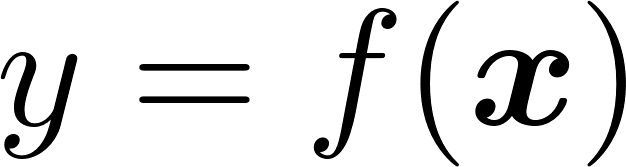 y = f(𝒙)